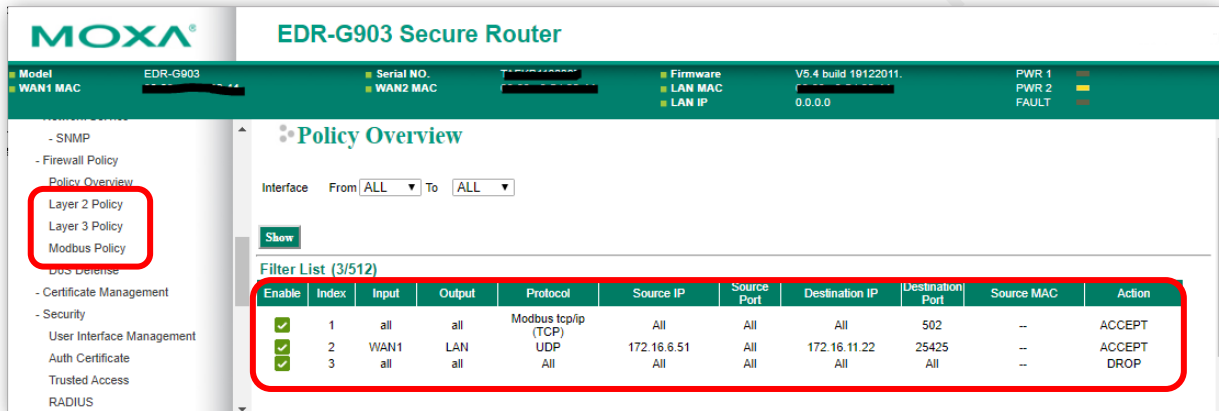 MOXA®
EDR-G903 Secure Router
Model EDR-G903 Serial NO. Firmware V5.4 build 19122011. PWR 1
WAN1 MAC WAN2 MAC LAN MAC PWR 2
LAN IP 0.0.0.0 FAULT
- SNMP
- Firewall Policy
Policy Overview
Layer 2 Policy
Layer 3 Policy
Modbus Policy
DoS Defense
- Certificate Management
- Security
User Interface Management
Auth Certificate
Trusted Access
RADIUS
Policy Overview
Interface From ALL To ALL
Show
Filter List (3/512)
Enable Index Input Output Protocol Source IP Source Port Destination IP Destination Port Source MAC Action
1 all all Modbus tcp/ip (TCP) All All All 502 -- ACCEPT
2 WAN1 LAN UDP 172.16.6.51 All 172.16.11.22 25425 -- ACCEPT
3 all all All All All All All -- DROP